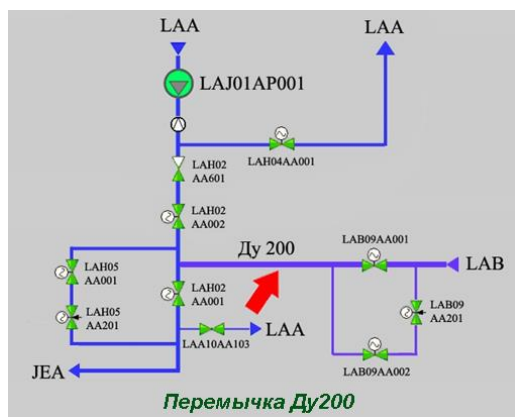 LAA
LAA
LAJ01AP001
LAH04AA001
LAH02
AA601
LAH02
AA002
Ду 200
LAB09AA001
LAB
LAH05
AA001
LAH02
AA001
LAB09
AA201
LAH05
AA201
LAA
LAA10AA103
LAB09AA002
JEA
Перемычка Ду200